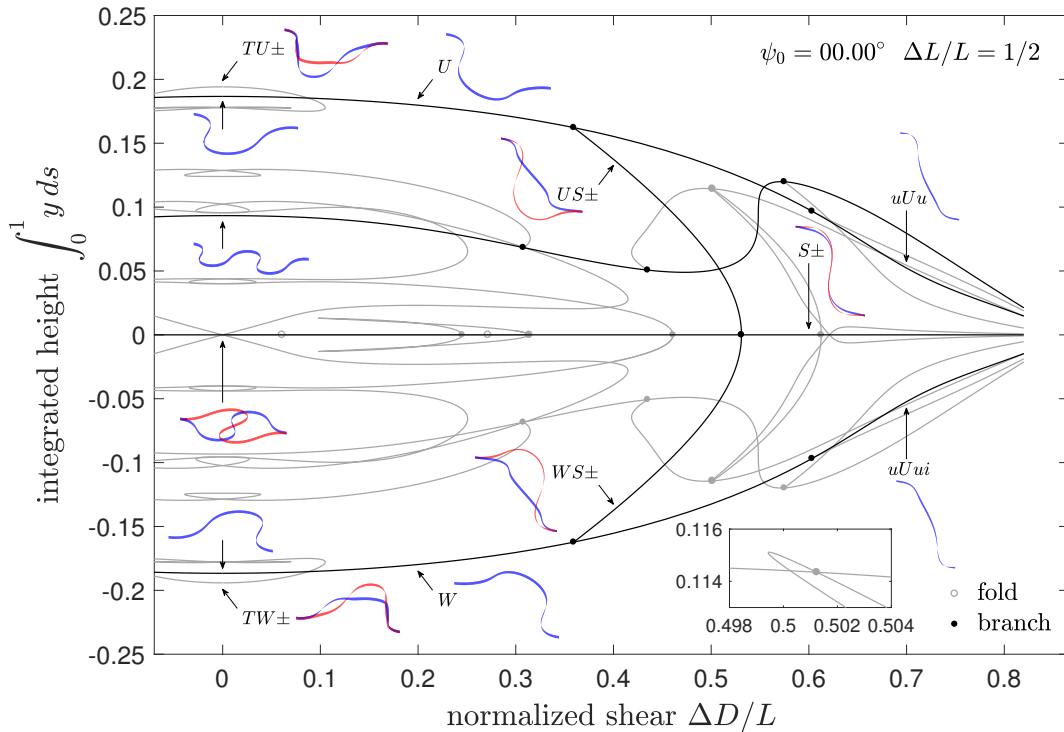 ψ₀ = 00.00° ΔL/L = 1/2
integrated height ∫₀¹ y ds
0.25
0.2
0.15
0.1
0.05
0
-0.05
-0.1
-0.15
-0.2
-0.25
TU±
U
US±
uUu
S±
WS±
uUui
TW±
W
0.116
0.114
0.498 0.5 0.502 0.504
fold
branch
0 0.1 0.2 0.3 0.4 0.5 0.6 0.7 0.8
normalized shear ΔD/L